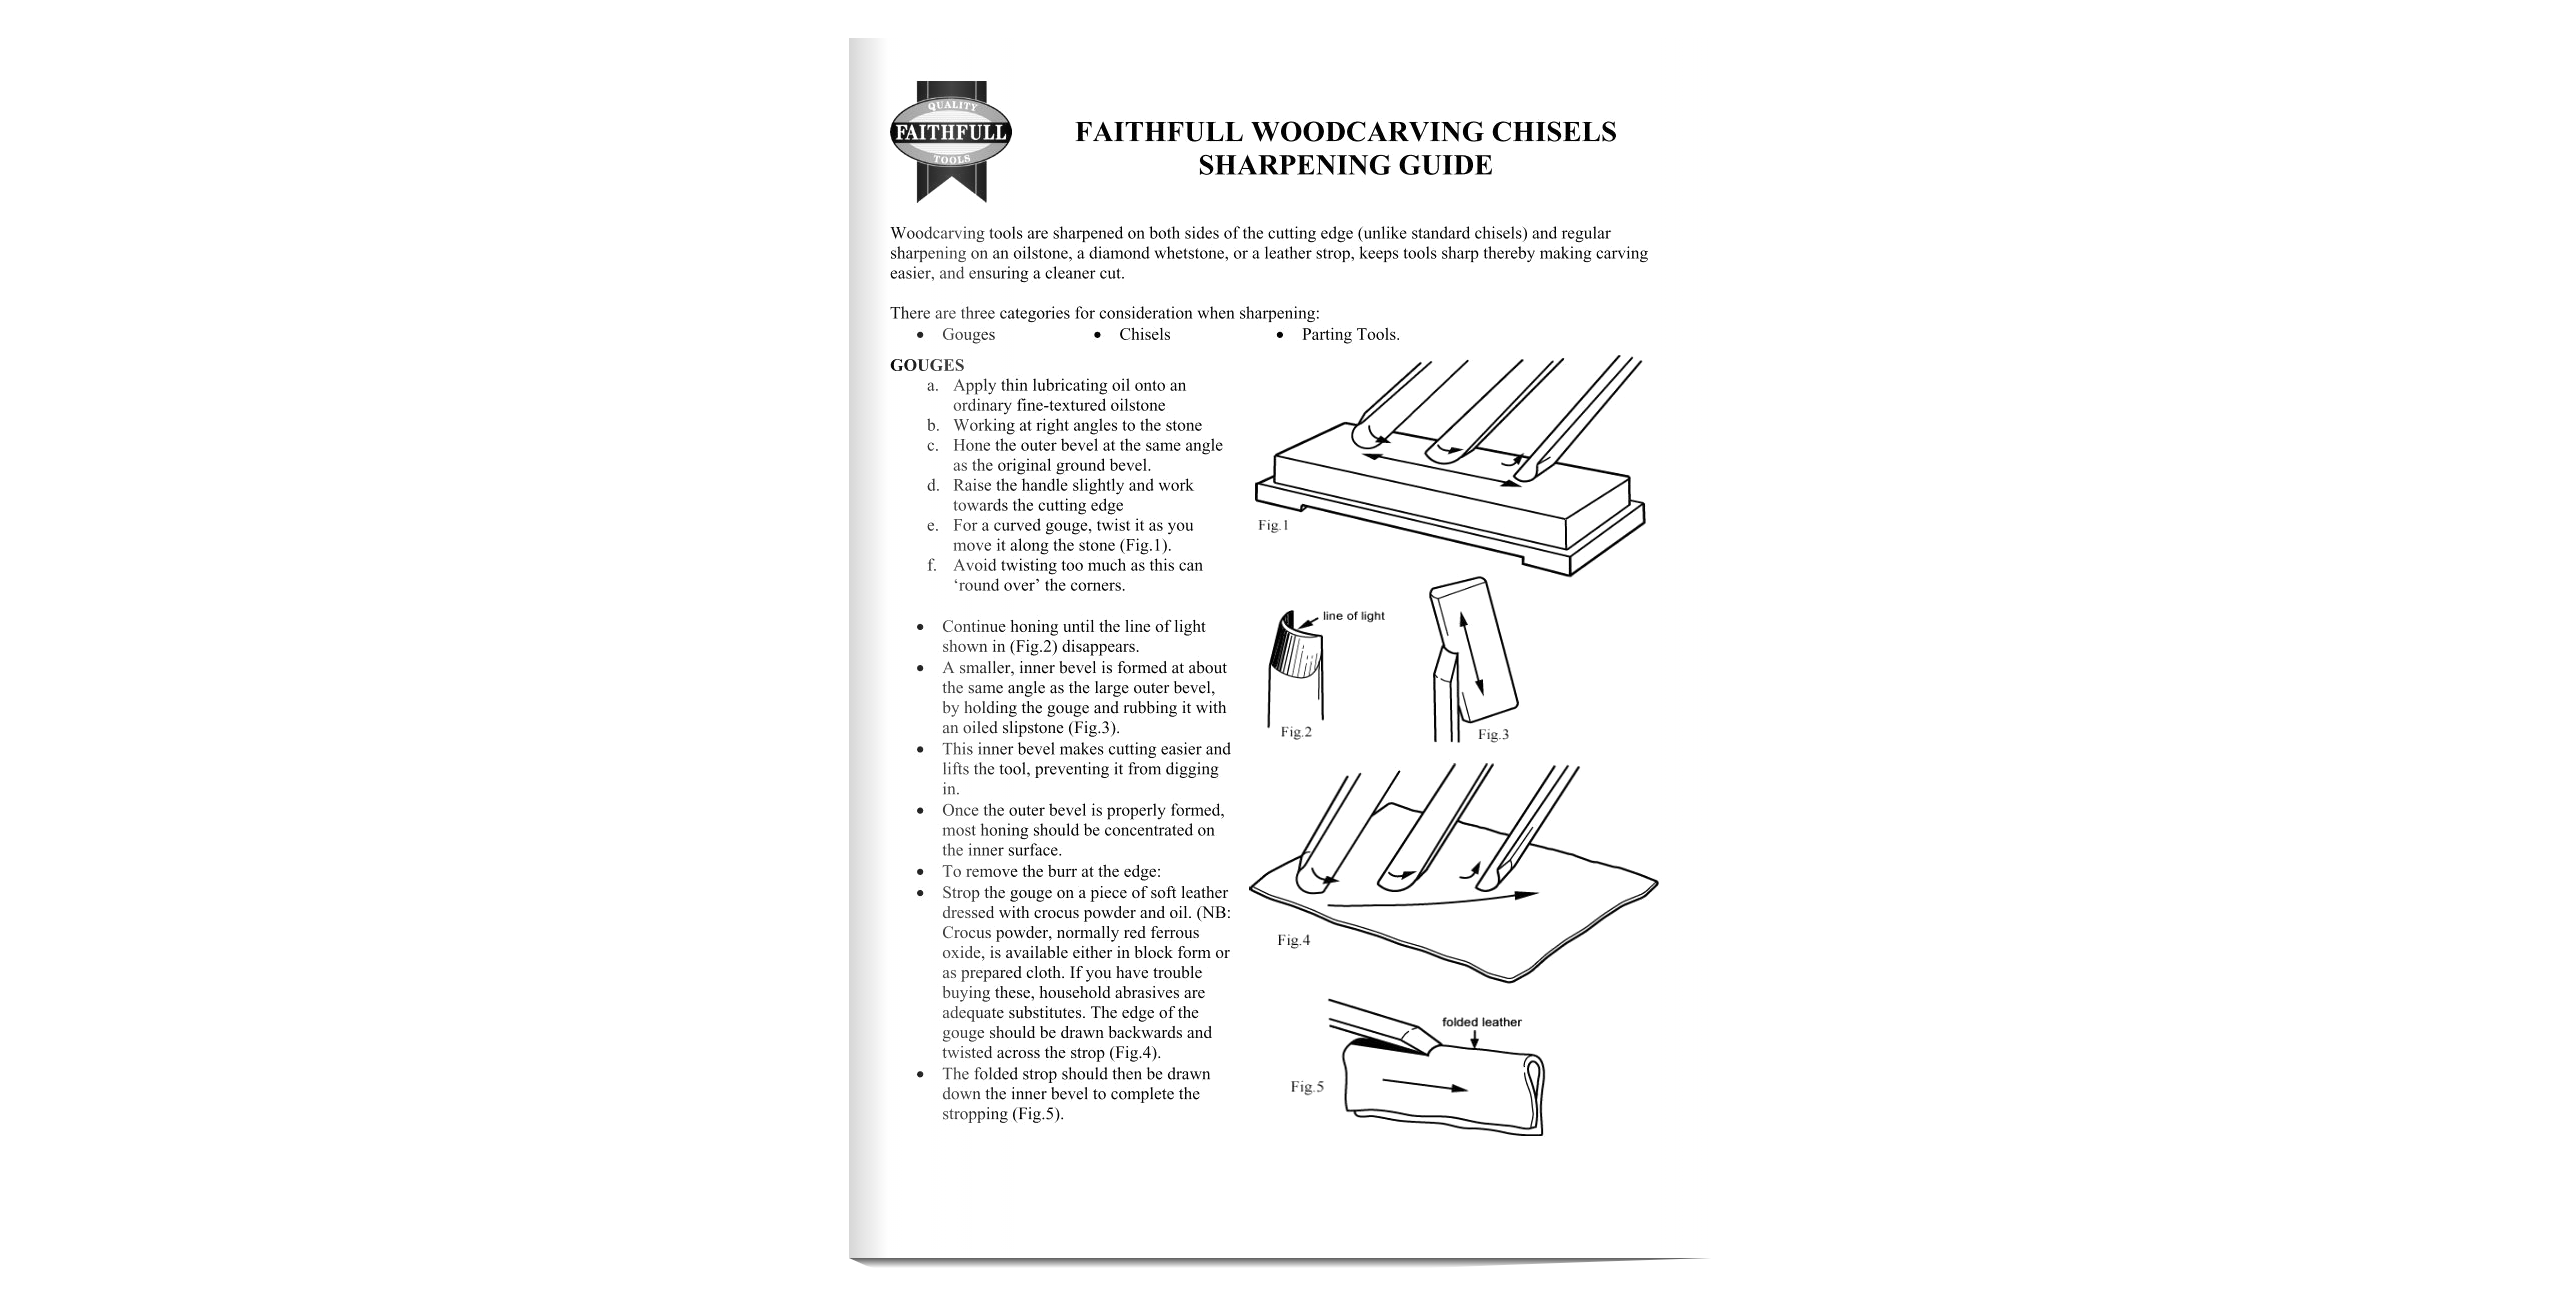 QUALITY
FAITHFULL
TOOLS
FAITHFULL WOODCARVING CHISELS
SHARPENING GUIDE
Woodcarving tools are sharpened on both sides of the cutting edge (unlike standard chisels) and regular
sharpening on an oilstone, a diamond whetstone, or a leather strop, keeps tools sharp thereby making carving
easier, and ensuring a cleaner cut.
There are three categories for consideration when sharpening:
• Gouges • Chisels • Parting Tools.
GOUGES
a. Apply thin lubricating oil onto an
ordinary fine-textured oilstone
b. Working at right angles to the stone
c. Hone the outer bevel at the same angle
as the original ground bevel.
d. Raise the handle slightly and work
towards the cutting edge
e. For a curved gouge, twist it as you
move it along the stone (Fig.1).
f. Avoid twisting too much as this can
‘round over’ the corners.
• Continue honing until the line of light
shown in (Fig.2) disappears.
• A smaller, inner bevel is formed at about
the same angle as the large outer bevel,
by holding the gouge and rubbing it with
an oiled slipstone (Fig.3).
• This inner bevel makes cutting easier and
lifts the tool, preventing it from digging
in.
• Once the outer bevel is properly formed,
most honing should be concentrated on
the inner surface.
• To remove the burr at the edge:
• Strop the gouge on a piece of soft leather
dressed with crocus powder and oil. (NB:
Crocus powder, normally red ferrous
oxide, is available either in block form or
as prepared cloth. If you have trouble
buying these, household abrasives are
adequate substitutes. The edge of the
gouge should be drawn backwards and
twisted across the strop (Fig.4).
• The folded strop should then be drawn
down the inner bevel to complete the
stropping (Fig.5).
Fig.1
line of light
Fig.2
Fig.3
Fig.4
folded leather
Fig.5